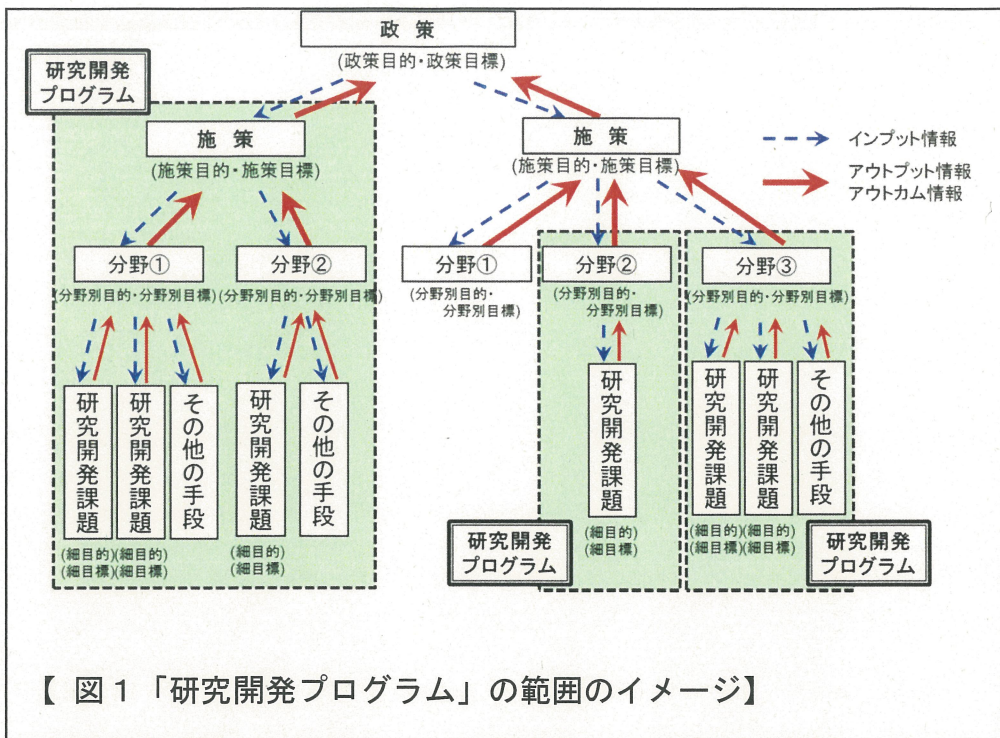 政 策
(政策目的・政策目標)
研究開発
プログラム
施 策
(施策目的・施策目標)
分野①
(分野別目的・分野別目標)
研究開発課題
(細目的)
(細目標)
研究開発課題
(細目的)
(細目標)
その他の手段
分野②
(分野別目的・分野別目標)
研究開発課題
(細目的)
(細目標)
その他の手段
施 策
(施策目的・施策目標)
分野①
(分野別目的・
分野別目標)
分野②
(分野別目的・
分野別目標)
研究開発課題
(細目的)
(細目標)
研究開発
プログラム
分野③
(分野別目的・分野別目標)
研究開発課題
(細目的)
(細目標)
研究開発課題
(細目的)
(細目標)
その他の手段
研究開発
プログラム
インプット情報
アウトプット情報
アウトカム情報
【 図1「研究開発プログラム」の範囲のイメージ】